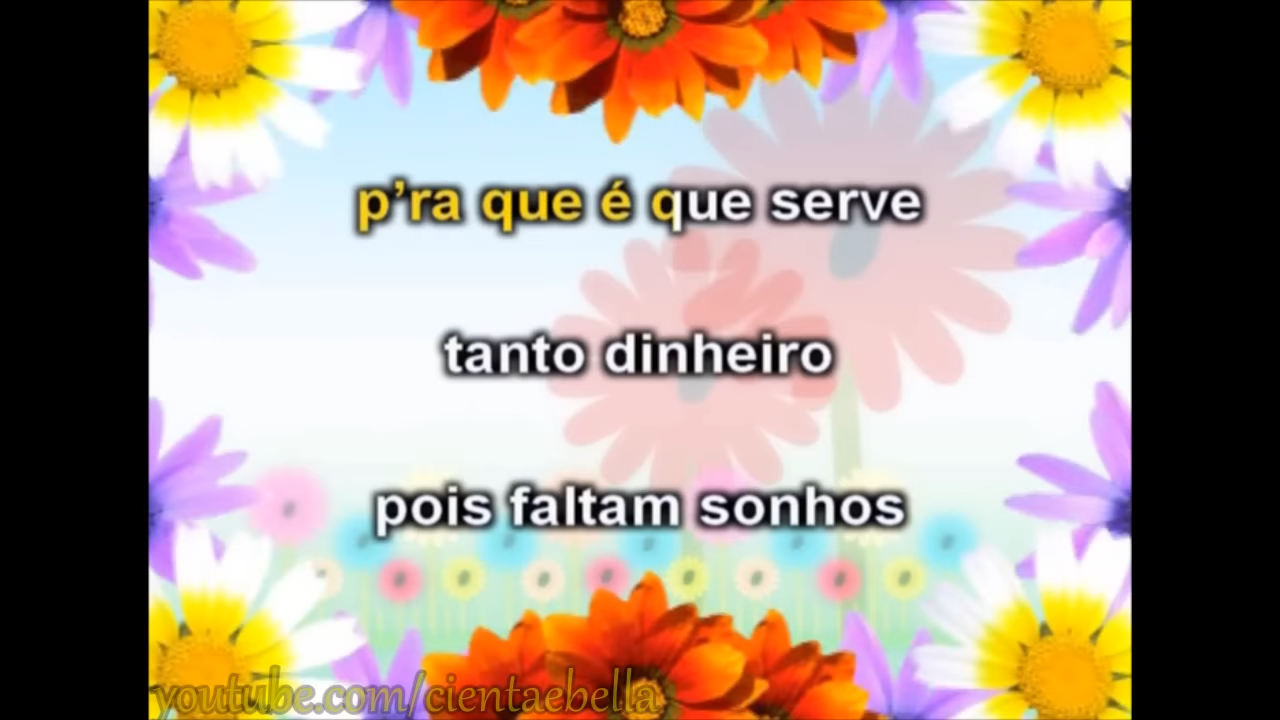 p’ra que é que serve
tanto dinheiro
pois faltam sonhos
youtube.com/cientaebella